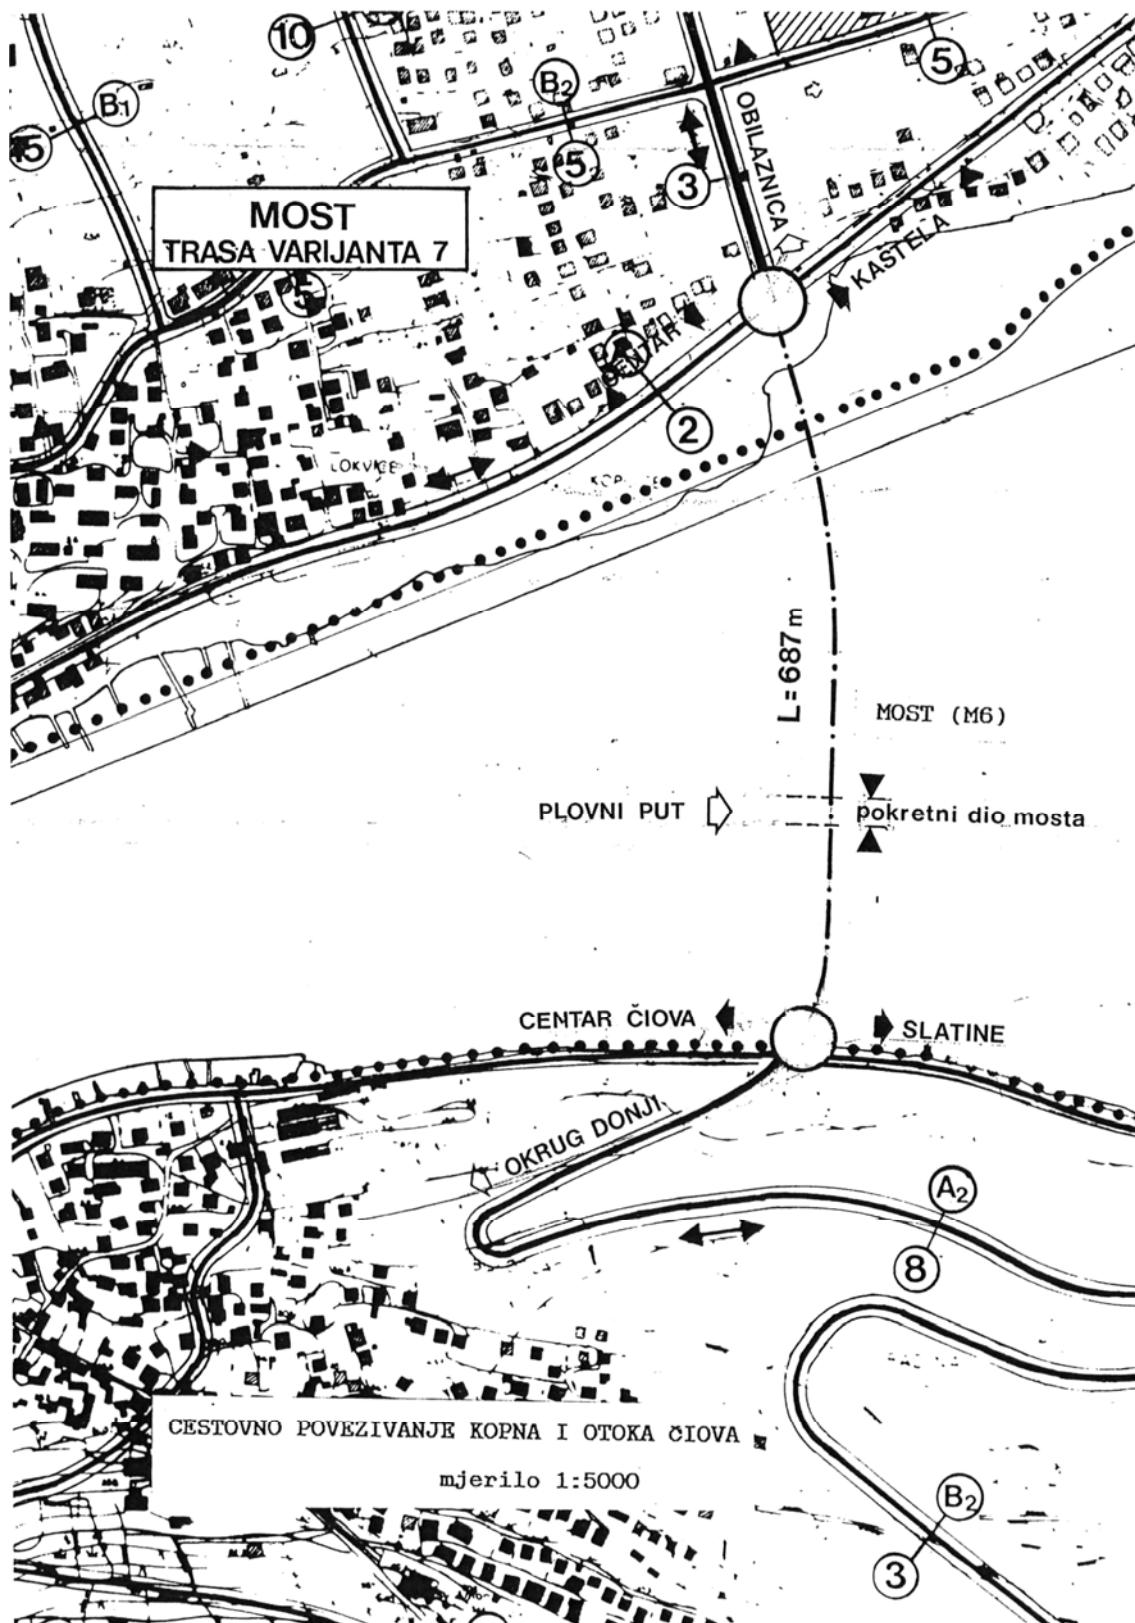 10
B2
5
5
B1
15
3
OBILAZNICA
MOST
TRASA VARIJANTA 7
5
KAŠTELA
CENTAR
2
LOKVICE
L=687m
MOST (M6)
PLOVNI PUT
pokretni dio mosta
CENTAR ČIOVA
SLATINE
OKRUG DONJI
A2
8
CESTOVNO POVEZIVANJE KOPNA I OTOKA ČIOVA
mjerilo 1:5000
B2
3